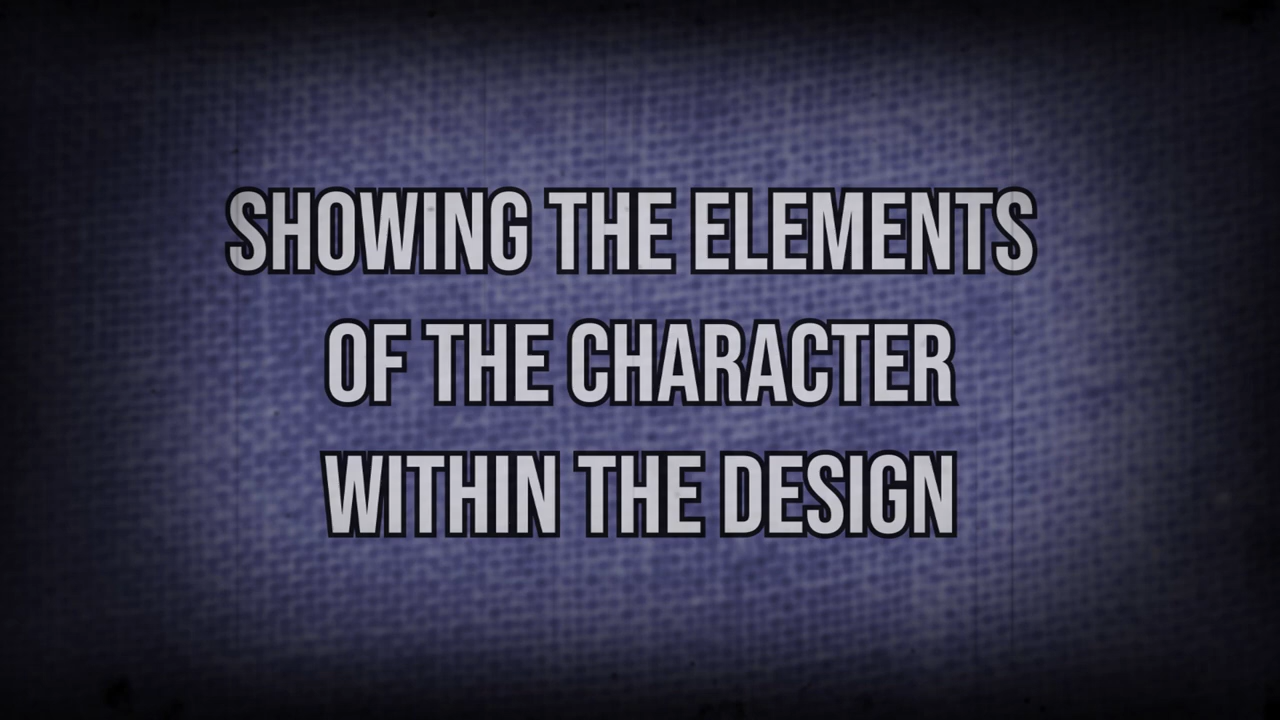 SHOWING THE ELEMENTS
OF THE CHARACTER
WITHIN THE DESIGN